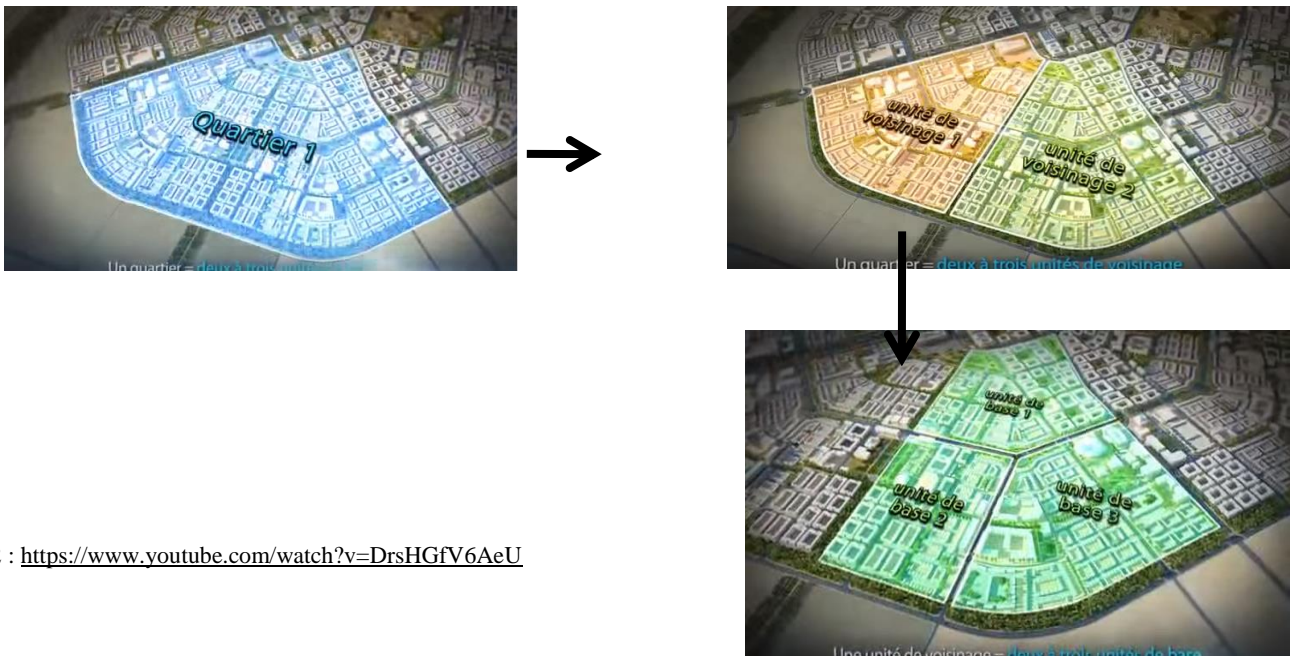 Quartier 1
Un quartier = deux à trois
unité de
voisinage 1
unité de
voisinage 2
Un quartier = deux à trois unités de voisinage
unité de
base 1
unité de
base 2
unité de
base 3
Une unité de voisinage = deux à trois unités de base
: https://www.youtube.com/watch?v=DrsHGfV6AeU